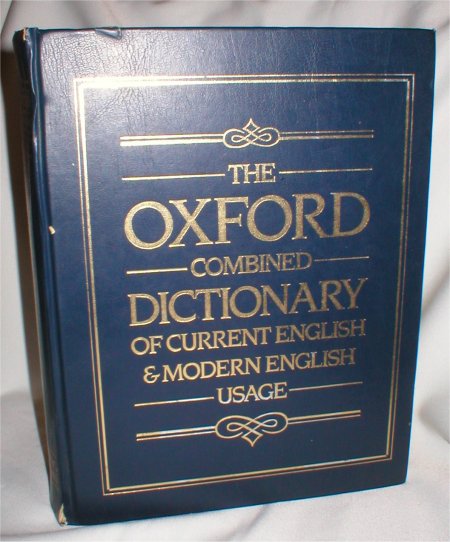 THE
OXFORD
COMBINED
DICTIONARY
OF CURRENT ENGLISH
& MODERN ENGLISH
USAGE